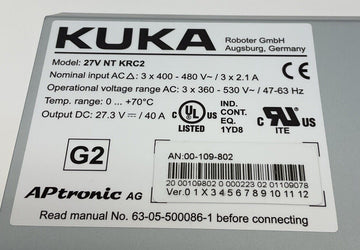 KUKA
Roboter GmbH
Augsburg, Germany
Model: 27V NT KRC2
Nominal input AC△: 3 x 400 - 480 V~ / 3 x 2.1 A
Operational voltage range AC: 3 x 360 - 530 V~ / 47-63 Hz
Temp. range: 0 ... +70°C
Output DC: 27.3 V⎓ / 40 A
CE
UL
LISTED
IND.
CONT.
EQ.
1YD8
c RU US
ITE
G2
APtronic AG
AN:00-109-802
20 00109802 0 000223 02 01109078
Ver.0 1 X 3 4 5 6 7 8 9 10 11 12
Read manual No. 63-05-500086-1 before connecting